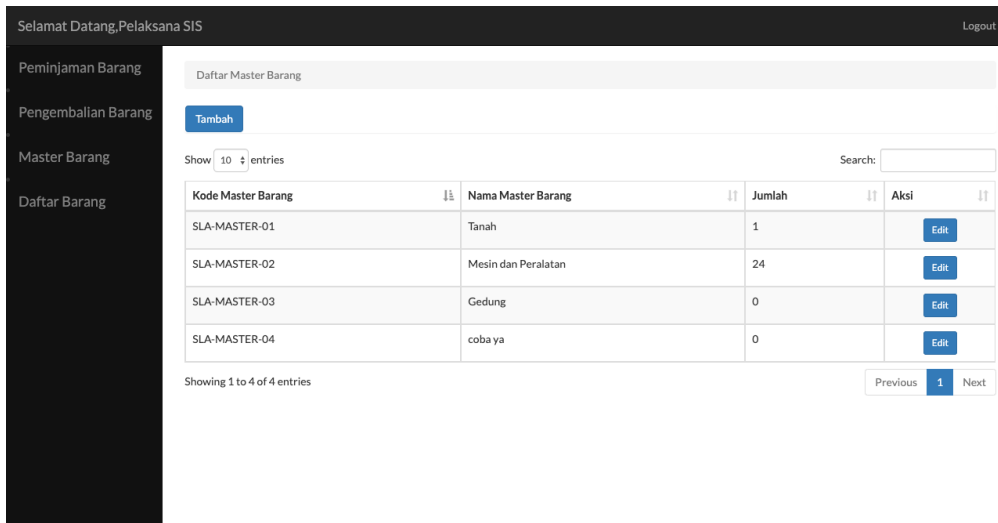 Selamat Datang,Pelaksana SIS Logout
Peminjaman Barang
Pengembalian Barang
Master Barang
Daftar Barang
Daftar Master Barang
Tambah
Show 10 entries Search:
Kode Master Barang Nama Master Barang Jumlah Aksi
SLA-MASTER-01 Tanah 1 Edit
SLA-MASTER-02 Mesin dan Peralatan 24 Edit
SLA-MASTER-03 Gedung 0 Edit
SLA-MASTER-04 coba ya 0 Edit
Showing 1 to 4 of 4 entries Previous 1 Next